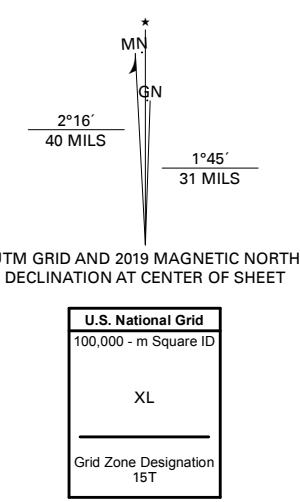 MN
GN
2°16´
40 MILS
1°45´
31 MILS
UTM GRID AND 2019 MAGNETIC NORTH
DECLINATION AT CENTER OF SHEET
U.S. National Grid
100,000 - m Square ID
XL
Grid Zone Designation
15T